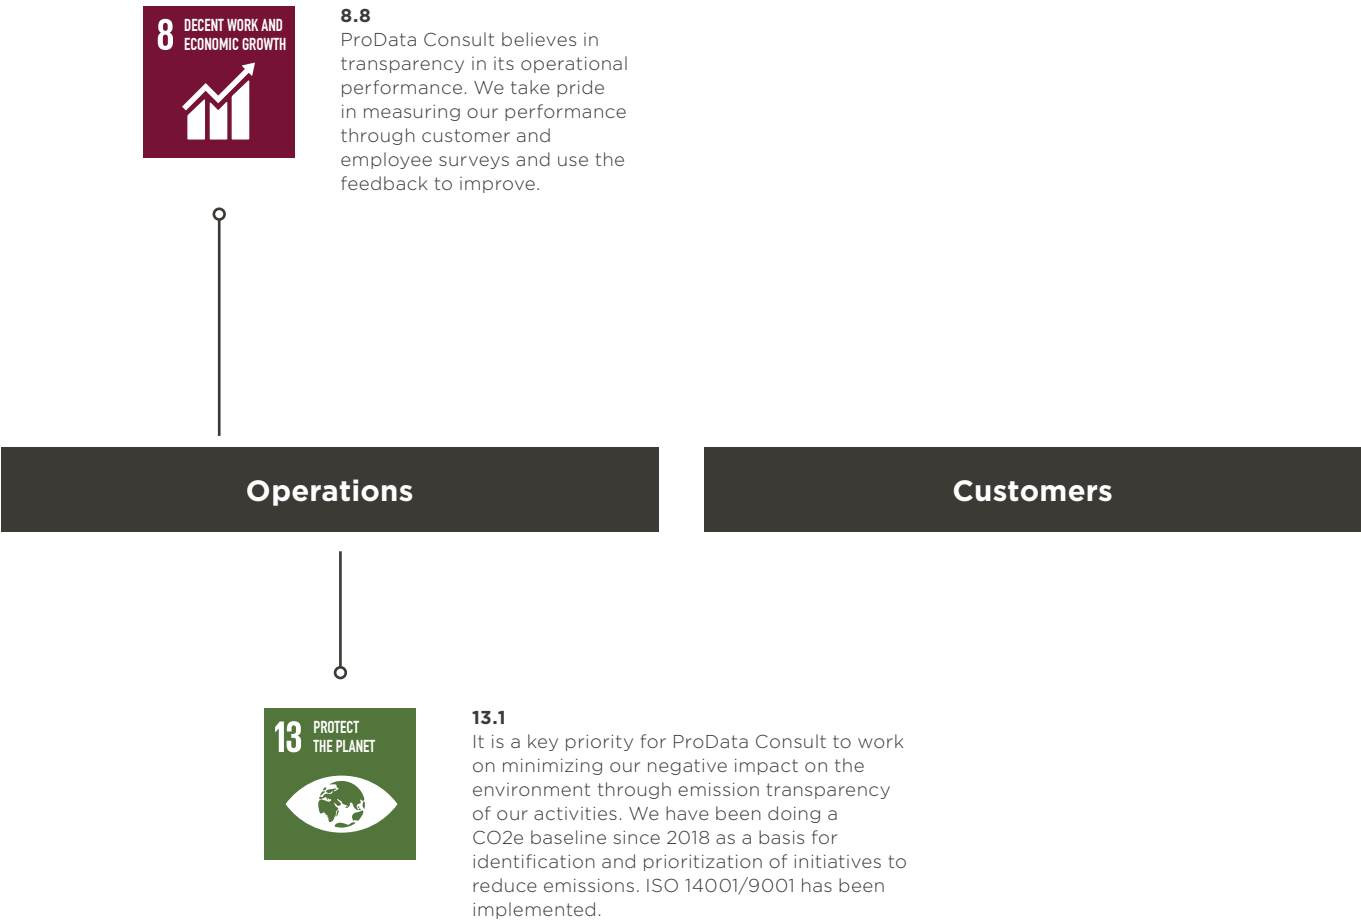 8 DECENT WORK AND
ECONOMIC GROWTH
8.8
ProData Consult believes in
transparency in its operational
performance. We take pride
in measuring our performance
through customer and
employee surveys and use the
feedback to improve.
Operations
Customers
13 PROTECT
THE PLANET
13.1
It is a key priority for ProData Consult to work
on minimizing our negative impact on the
environment through emission transparency
of our activities. We have been doing a
CO2e baseline since 2018 as a basis for
identification and prioritization of initiatives to
reduce emissions. ISO 14001/9001 has been
implemented.